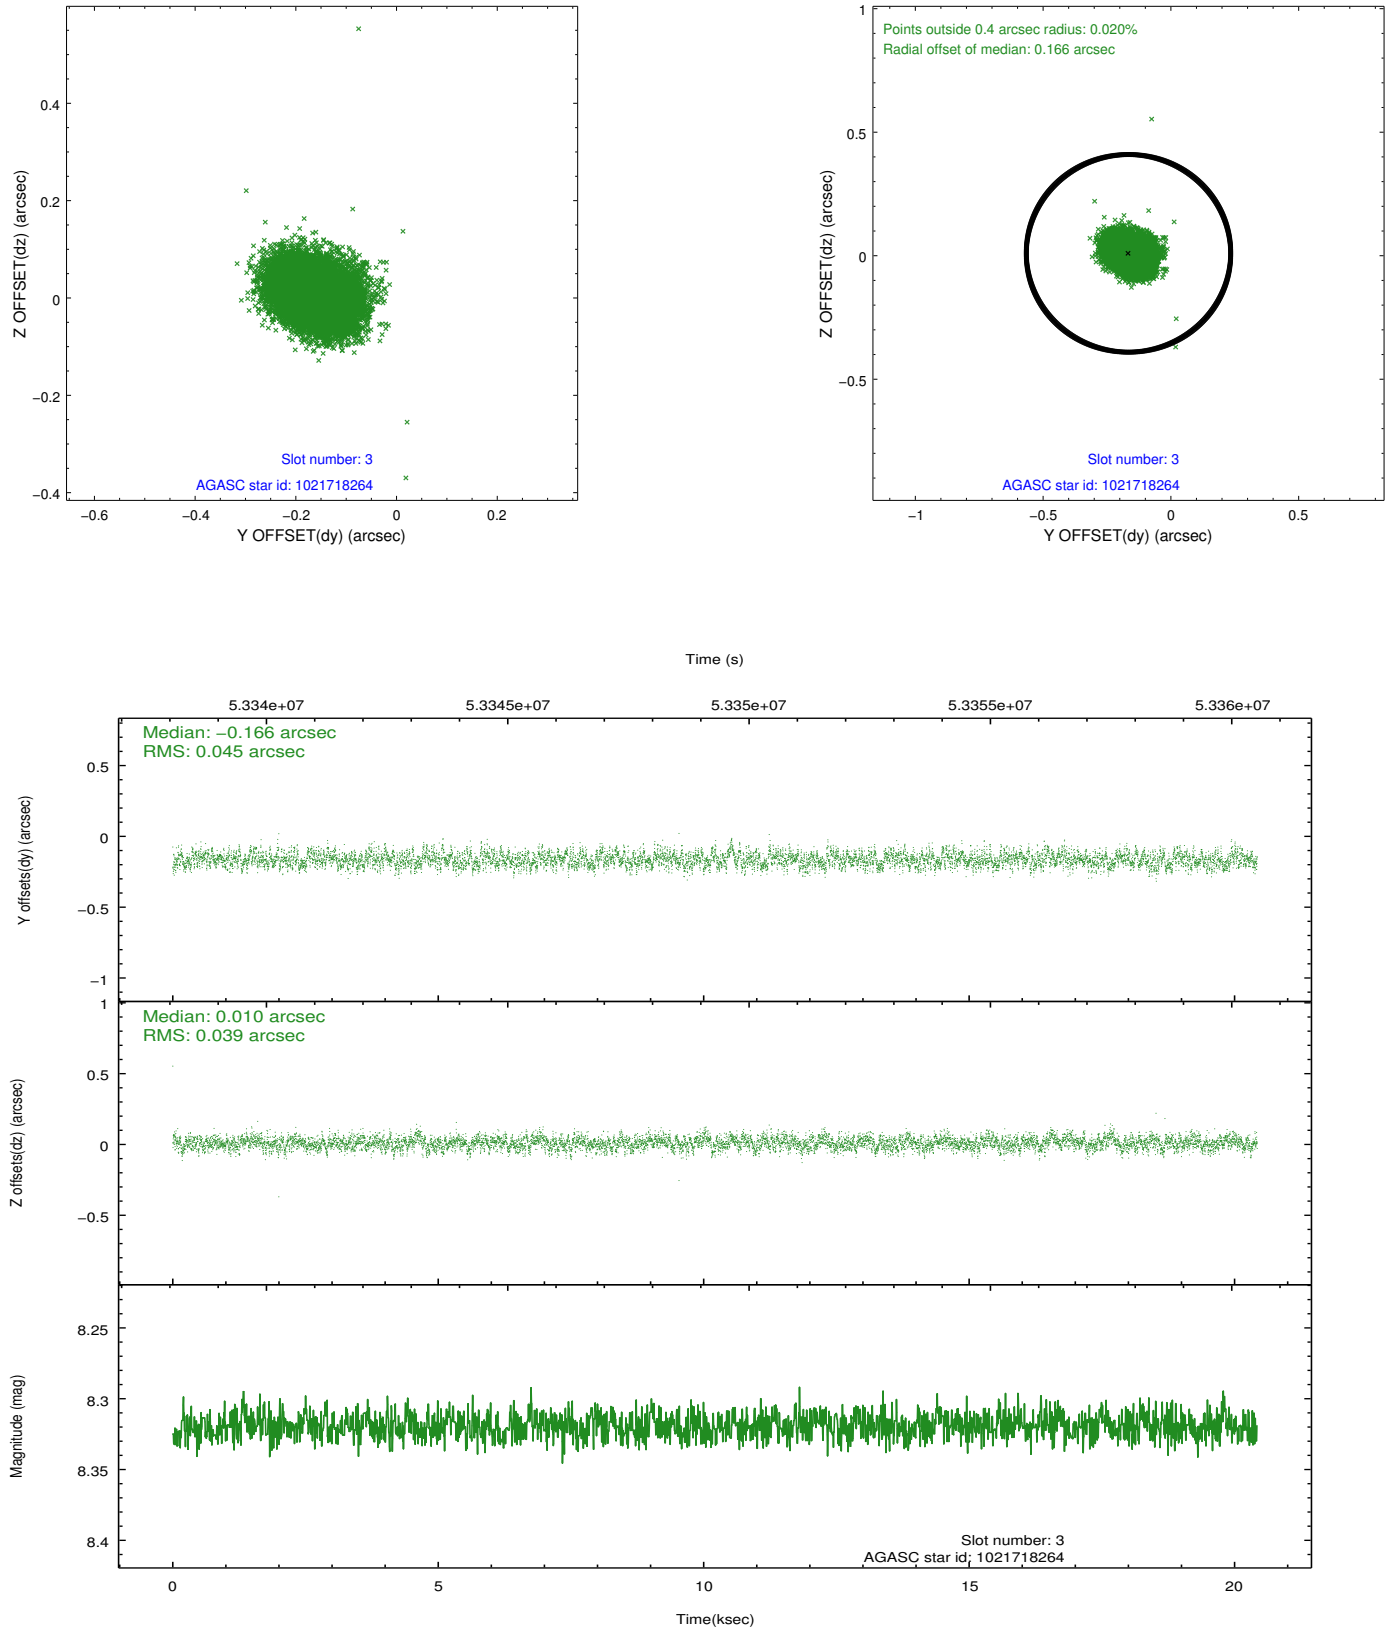 0.4
0.2
0
−0.2
−0.4
Z OFFSET(dz) (arcsec)
Slot number: 3
AGASC star id: 1021718264
−0.6
−0.4
−0.2
0
0.2
Y OFFSET(dy) (arcsec)
Points outside 0.4 arcsec radius: 0.020%
Radial offset of median: 0.166 arcsec
1
0.5
0
−0.5
Z OFFSET(dz) (arcsec)
Slot number: 3
AGASC star id: 1021718264
−1
−0.5
0
0.5
Y OFFSET(dy) (arcsec)
Time (s)
5.334e+07
5.3345e+07
5.335e+07
5.3355e+07
5.336e+07
Median: −0.166 arcsec
RMS: 0.045 arcsec
0.5
0
−0.5
−1
Y offsets(dy) (arcsec)
Median: 0.010 arcsec
RMS: 0.039 arcsec
1
0.5
0
−0.5
Z offsets(dz) (arcsec)
8.25
8.3
8.35
8.4
Magnitude (mag)
Slot number: 3
AGASC star id: 1021718264
0
5
10
15
20
Time(ksec)